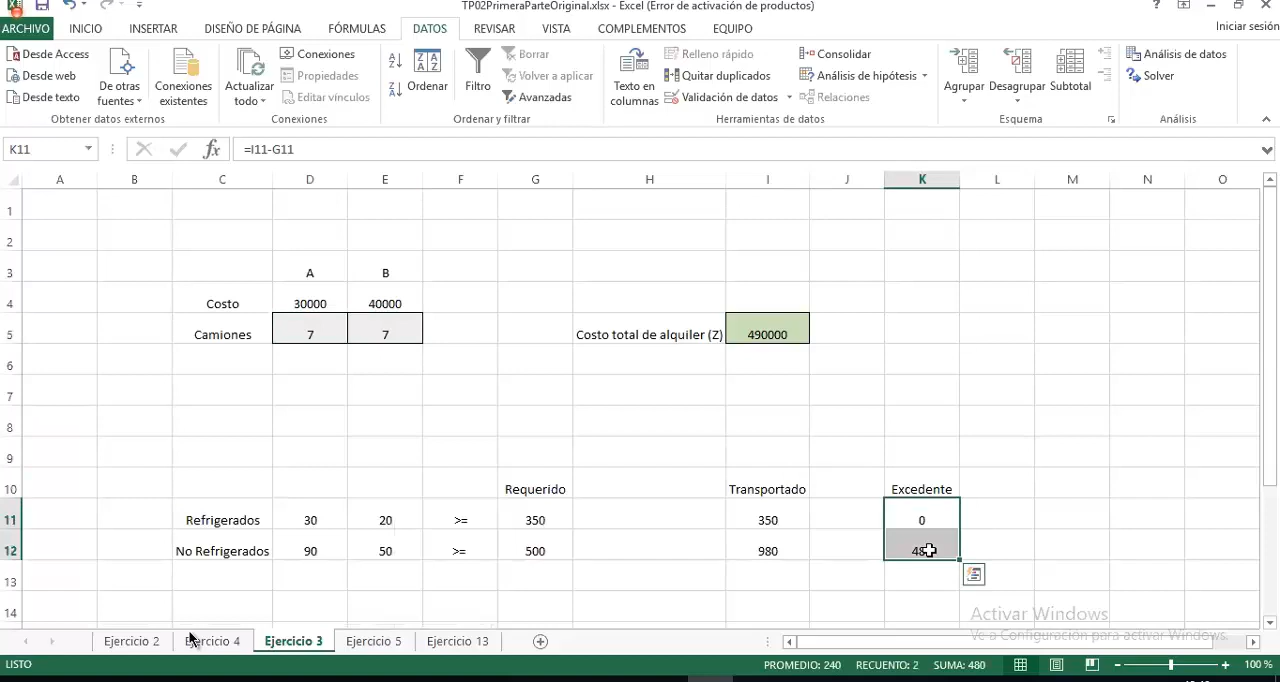 TP02PrimeraParteOriginal.xlsx - Excel (Error de activación de productos)
ARCHIVO INICIO INSERTAR DISEÑO DE PÁGINA FÓRMULAS DATOS REVISAR VISTA COMPLEMENTOS EQUIPO Iniciar sesión
Desde Access
Desde web
Desde texto
De otras fuentes
Conexiones existentes
Obtener datos externos
Actualizar todo
Conexiones
Propiedades
Editar vínculos
Conexiones
Ordenar
Filtro
Borrar
Volver a aplicar
Avanzadas
Ordenar y filtrar
Texto en columnas
Relleno rápido
Quitar duplicados
Validación de datos
Consolidar
Análisis de hipótesis
Relaciones
Herramientas de datos
Agrupar
Desagrupar
Subtotal
Esquema
Análisis de datos
Solver
Análisis
K11 =I11-G11
A B C D E F G H I J K L M N O
1
2
3 A B
4 Costo 30000 40000
5 Camiones 7 7 Costo total de alquiler (Z) 490000
6
7
8
9
10 Requerido Transportado Excedente
11 Refrigerados 30 20 >= 350 350 0
12 No Refrigerados 90 50 >= 500 980
13
14
Activar Windows
Ve a Configuración para activar Windows.
Ejercicio 2 Ejercicio 4 Ejercicio 3 Ejercicio 5 Ejercicio 13
LISTO PROMEDIO: 240 RECUENTO: 2 SUMA: 480 100 %